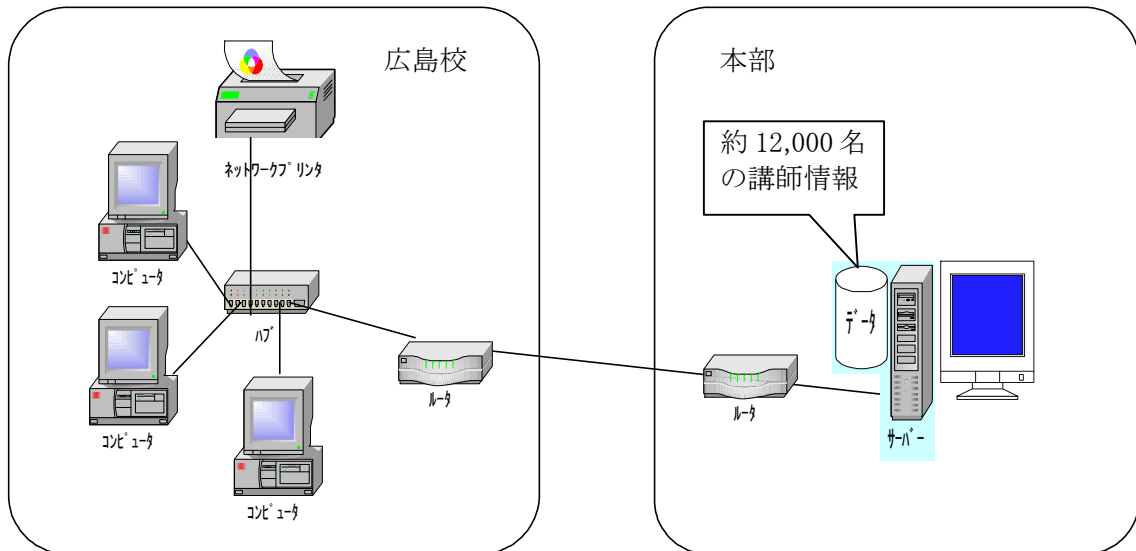 広島校
本部
約 12,000 名
の講師情報
ﾈｯﾄﾜｰｸﾌﾟﾘﾝﾀ
ｺﾝﾋﾟｭｰﾀ
ﾊﾌﾞ
ﾃﾞｰﾀ
ﾙｰﾀ
ﾙｰﾀ
ｺﾝﾋﾟｭｰﾀ
ｻｰﾊﾞｰ
ｺﾝﾋﾟｭｰﾀ